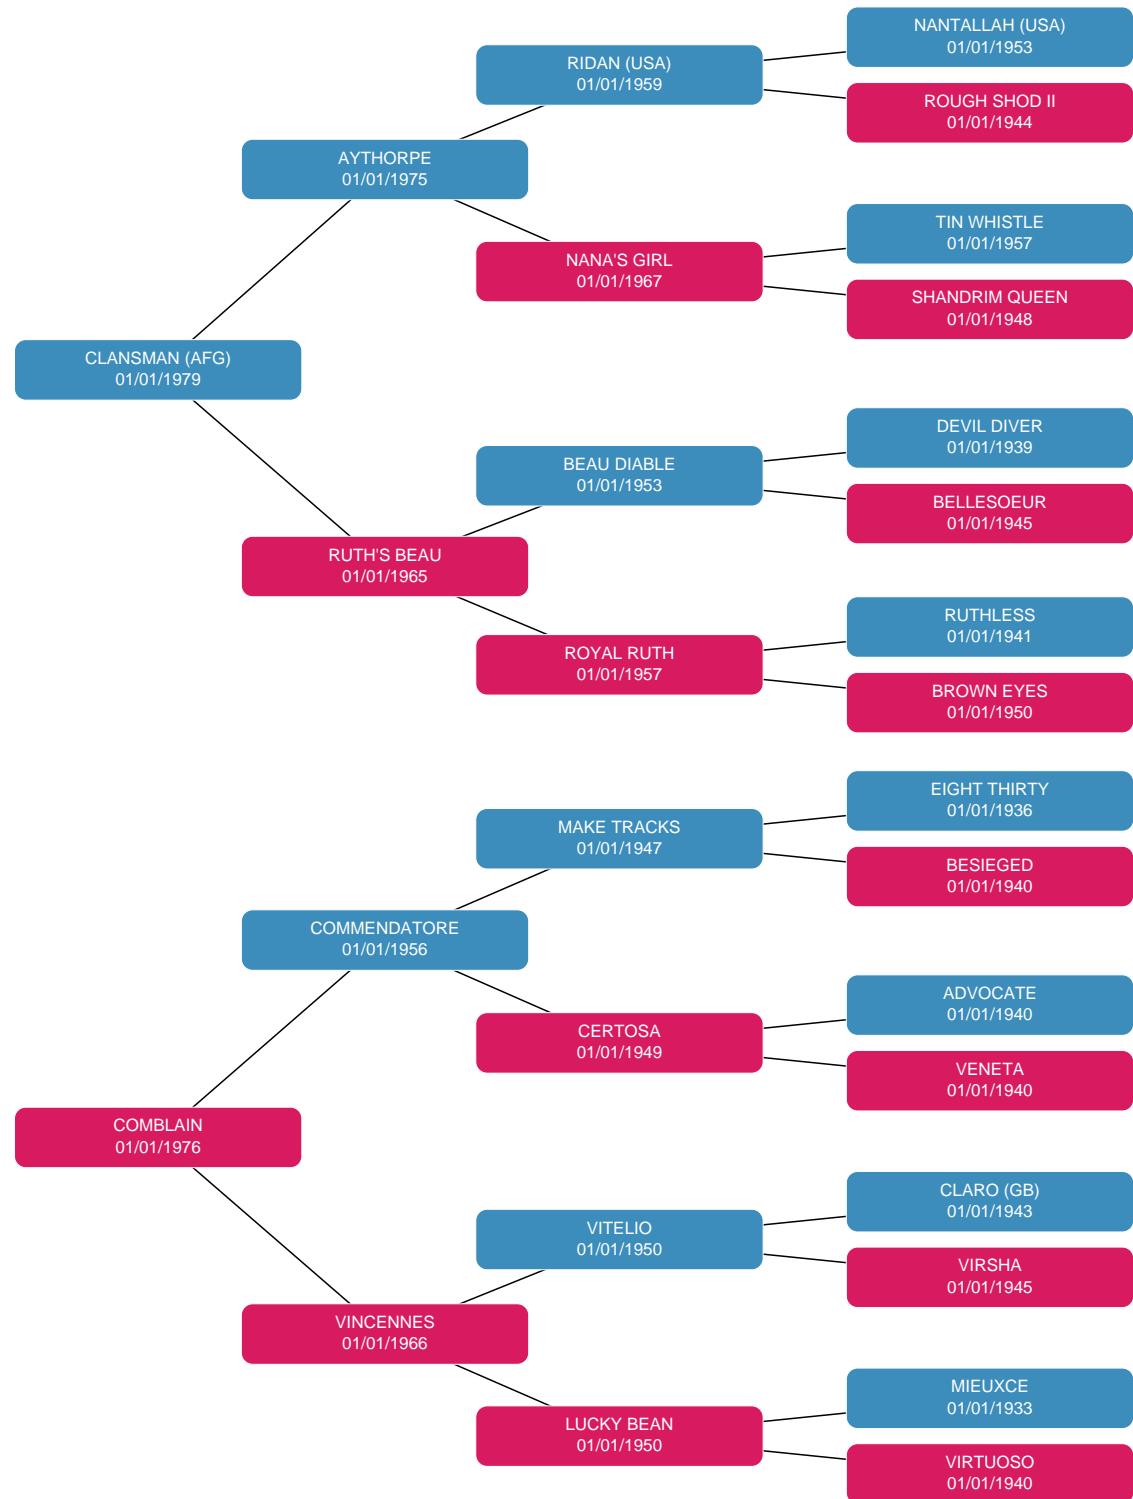 NANTALLAH (USA)
01/01/1953
RIDAN (USA)
01/01/1959
ROUGH SHOD II
01/01/1944
AYTHORPE
01/01/1975
TIN WHISTLE
01/01/1957
NANA'S GIRL
01/01/1967
SHANDRIM QUEEN
01/01/1948
CLANSMAN (AFG)
01/01/1979
DEVIL DIVER
01/01/1939
BEAU DIABLE
01/01/1953
BELLESOEUR
01/01/1945
RUTH'S BEAU
01/01/1965
RUTHLESS
01/01/1941
ROYAL RUTH
01/01/1957
BROWN EYES
01/01/1950
EIGHT THIRTY
01/01/1936
MAKE TRACKS
01/01/1947
BESIEGED
01/01/1940
COMMENDATORE
01/01/1956
ADVOCATE
01/01/1940
CERTOSA
01/01/1949
VENETA
01/01/1940
COMBLAIN
01/01/1976
CLARO (GB)
01/01/1943
VITELIO
01/01/1950
VIRSHA
01/01/1945
VINCENNES
01/01/1966
MIEUXCE
01/01/1933
LUCKY BEAN
01/01/1950
VIRTUOSO
01/01/1940